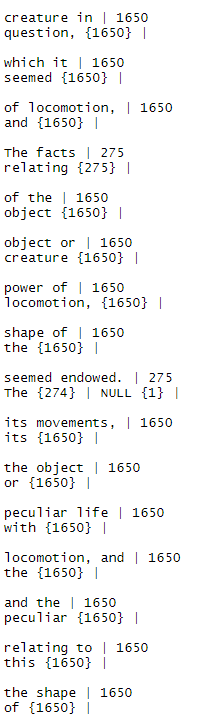 creature in | 1650
question, {1650} |
which it | 1650
seemed {1650} |
of locomotion, | 1650
and {1650} |
The facts | 275
relating {275} |
of the | 1650
object {1650} |
object or | 1650
creature {1650} |
power of | 1650
locomotion, {1650} |
shape of | 1650
the {1650} |
seemed endowed. | 275
The {274} | NULL {1} |
its movements, | 1650
its {1650} |
the object | 1650
or {1650} |
peculiar life | 1650
with {1650} |
locomotion, and | 1650
the {1650} |
and the | 1650
peculiar {1650} |
relating to | 1650
this {1650} |
the shape | 1650
of {1650} |